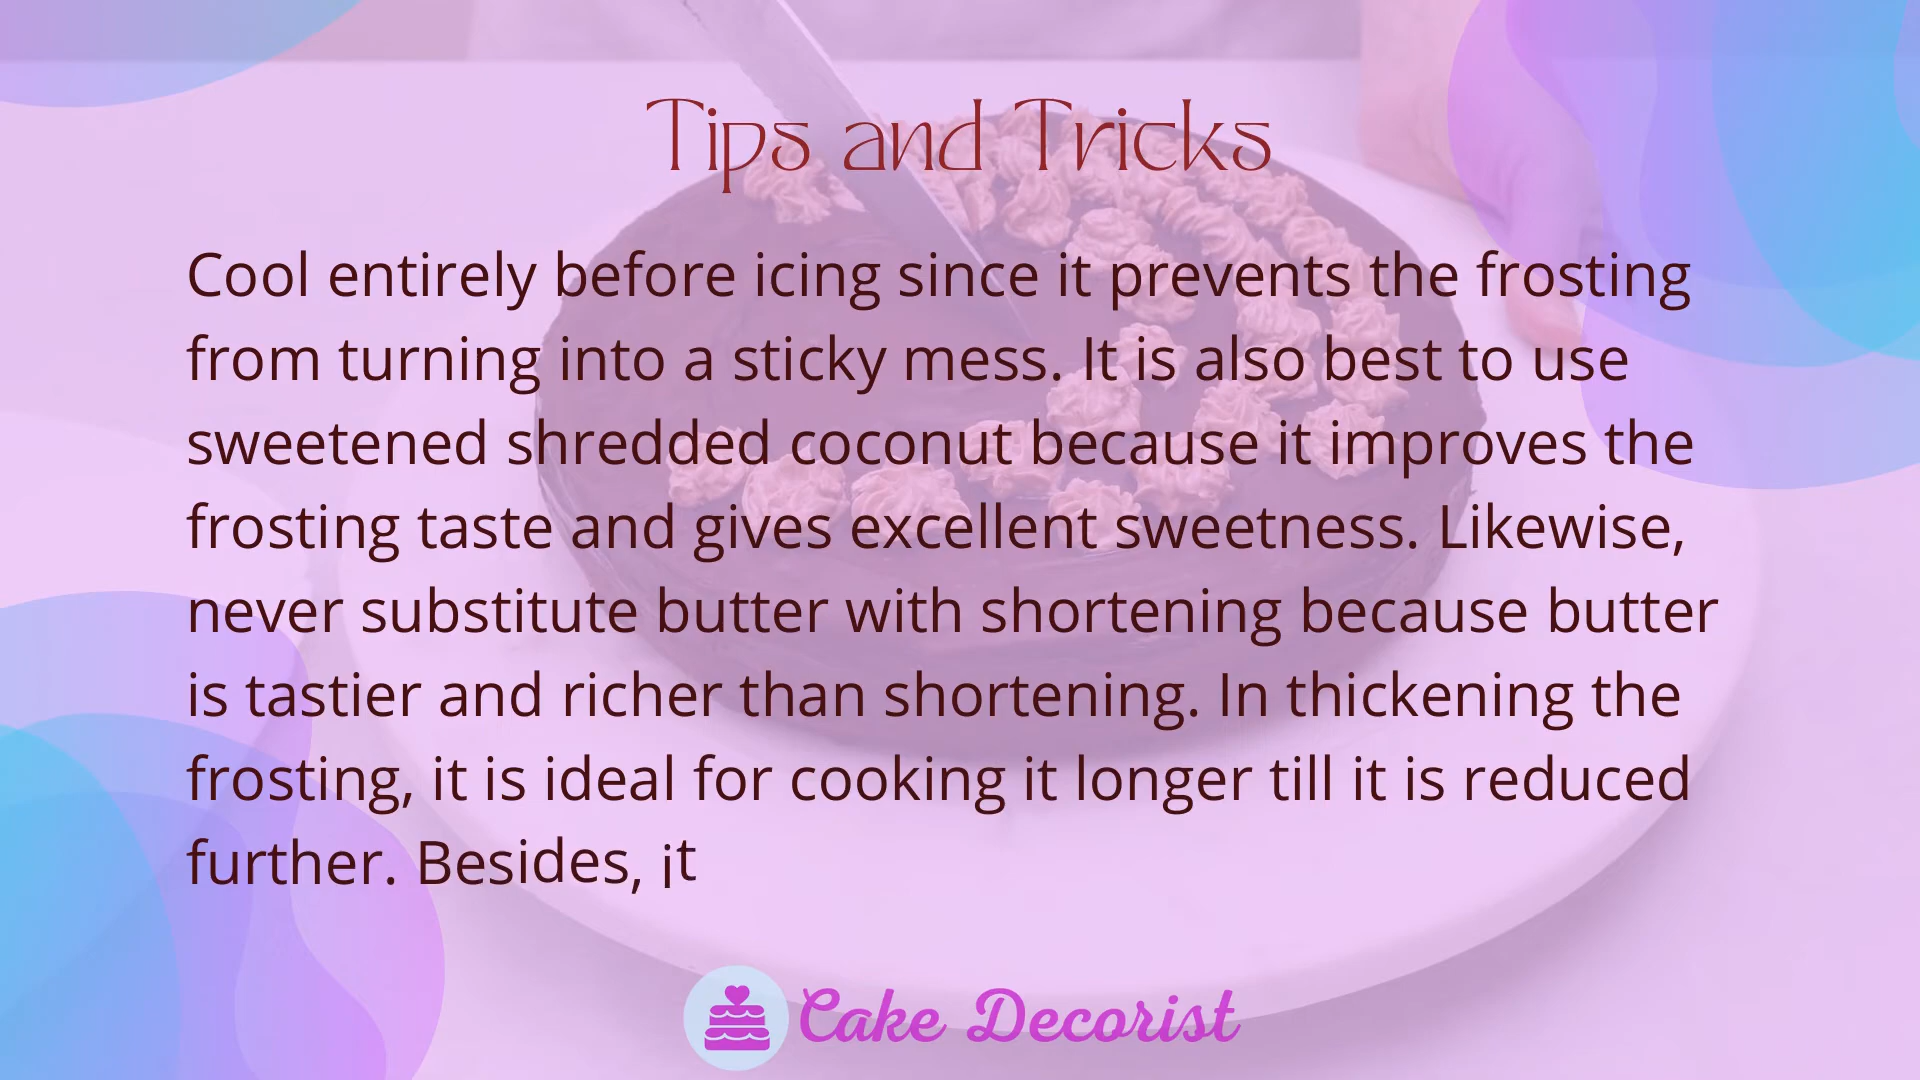 Tips and Tricks
Cool entirely before icing since it prevents the frosting
from turning into a sticky mess. It is also best to use
sweetened shredded coconut because it improves the
frosting taste and gives excellent sweetness. Likewise,
never substitute butter with shortening because butter
is tastier and richer than shortening. In thickening the
frosting, it is ideal for cooking it longer till it is reduced
further. Besides, it
Cake Decorist